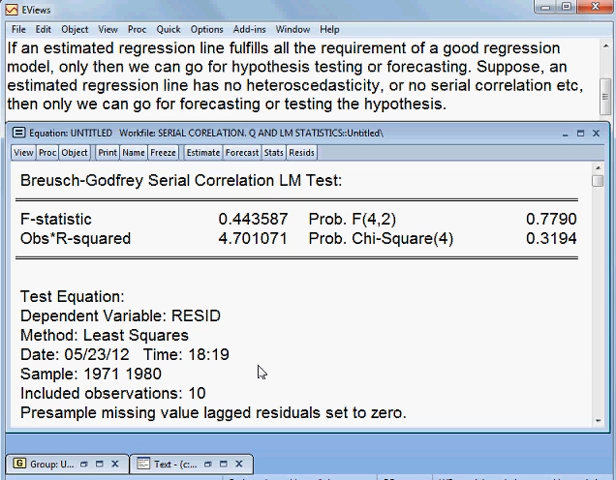 EViews
File Edit Object View Proc Quick Options Add-ins Window Help
If an estimated regression line fulfills all the requirement of a good regression
model, only then we can go for hypothesis testing or forecasting. Suppose, an
estimated regression line has no heteroscedasticity, or no serial correlation etc,
then only we can go for forecasting or testing the hypothesis.
Equation: UNTITLED Workfile: SERIAL CORELATION. Q AND LM STATISTICS::Untitled\
View Proc Object Print Name Freeze Estimate Forecast Stats Resids
Breusch-Godfrey Serial Correlation LM Test:
F-statistic 0.443587 Prob. F(4,2) 0.7790
Obs*R-squared 4.701071 Prob. Chi-Square(4) 0.3194
Test Equation:
Dependent Variable: RESID
Method: Least Squares
Date: 05/23/12 Time: 18:19
Sample: 1971 1980
Included observations: 10
Presample missing value lagged residuals set to zero.
Group: U... Text - (c:...